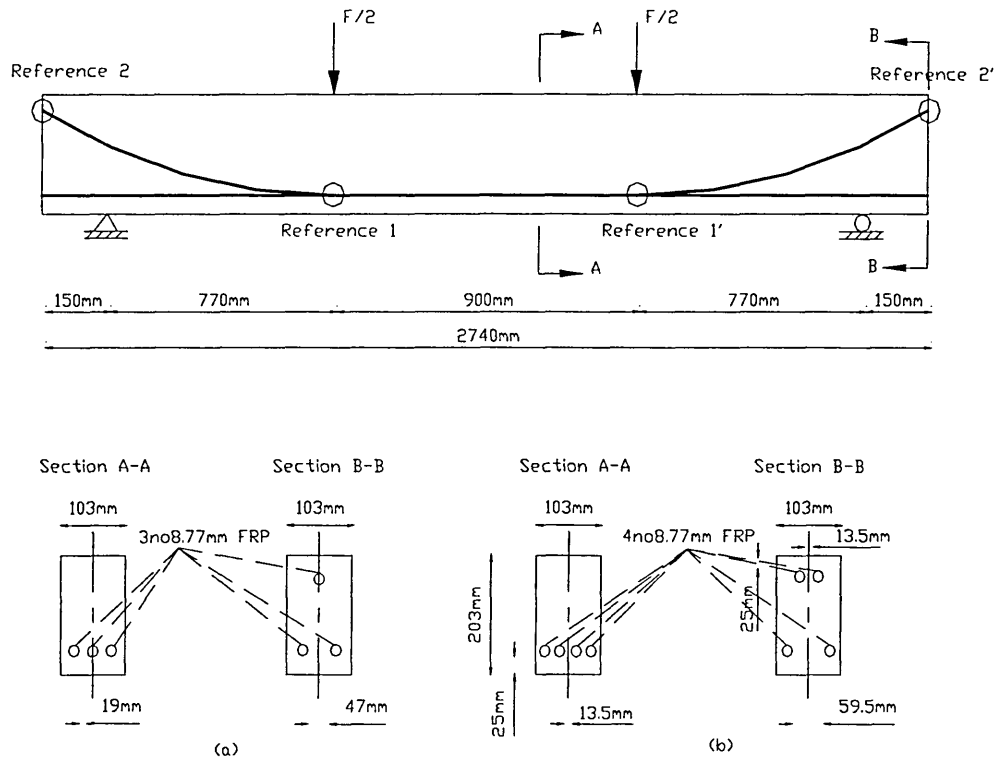 F/2
F/2
A
B
Reference 2
Reference 2'
Reference 1
Reference 1'
A
B
150mm
770mm
900mm
770mm
150mm
2740mm
Section A-A
Section B-B
Section A-A
Section B-B
103mm
103mm
103mm
103mm
3no8.77mm FRP
4no8.77mm FRP
13.5mm
203mm
25mm
19mm
47mm
25mm
13.5mm
59.5mm
(a)
(b)